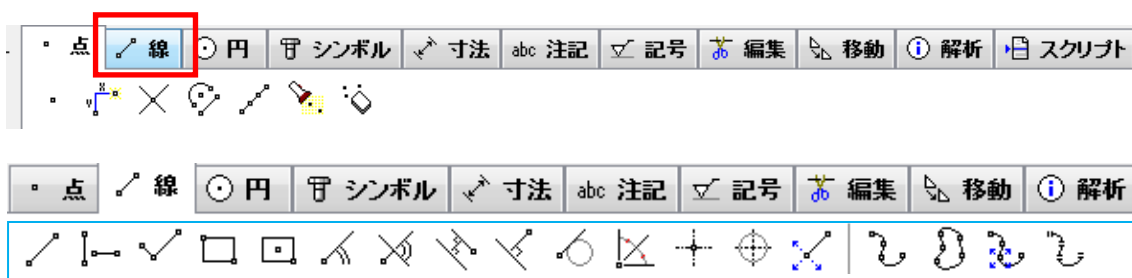 点 線 円 シンボル 寸法 abc 注記 記号 編集 移動 解析 スクリプト
点 線 円 シンボル 寸法 abc 注記 記号 編集 移動 解析